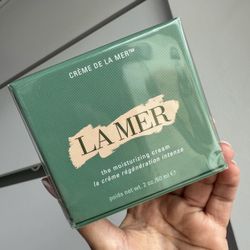 CRÈME DE LA MER™
LA MER
the moisturizing cream
la crème régénération intense
poids net wt. 2 oz./60 ml ℮